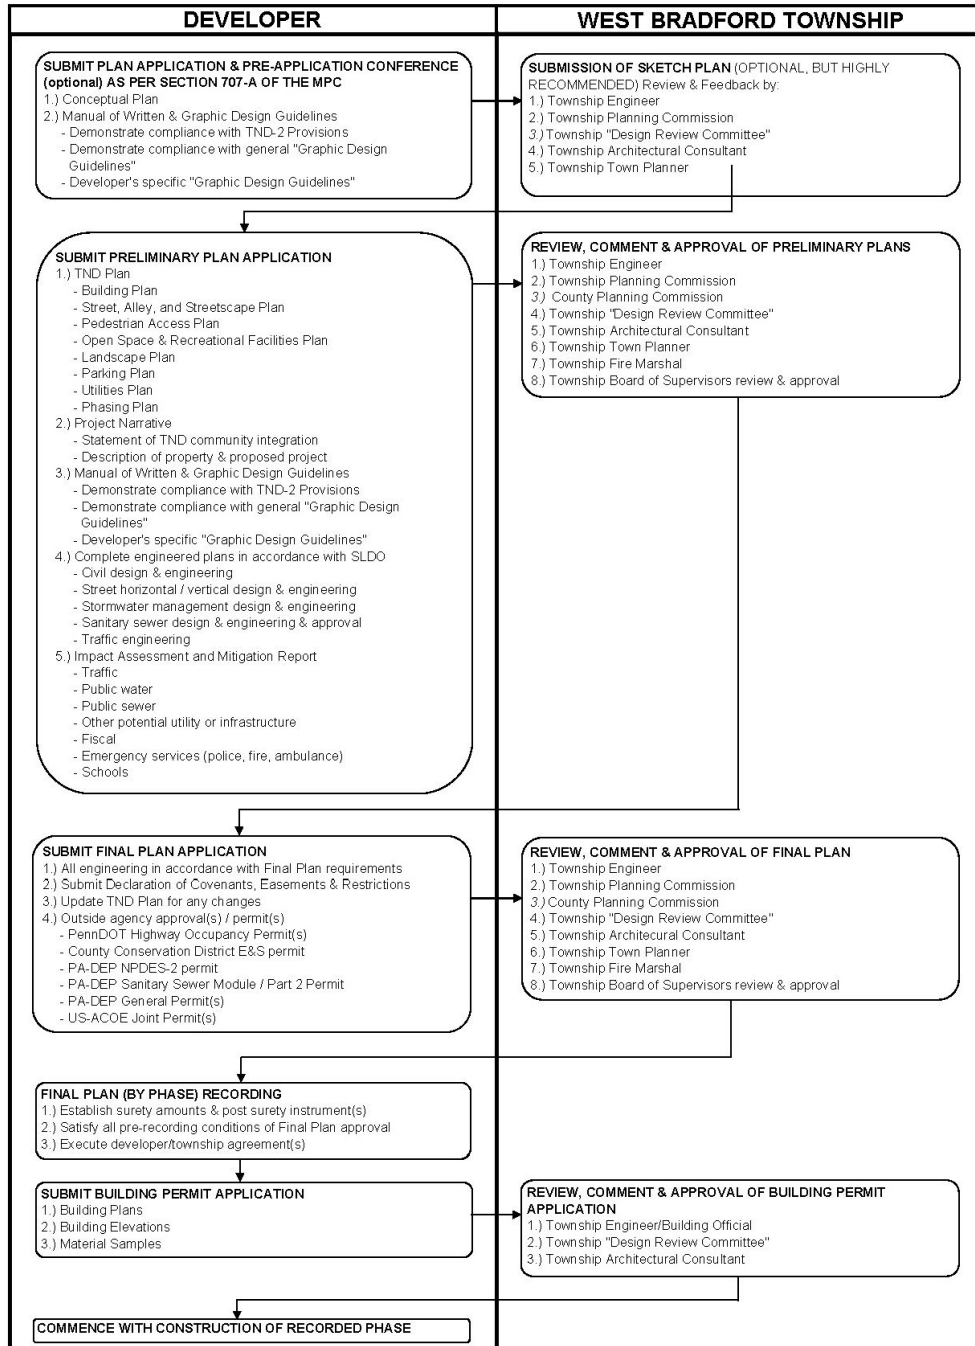 DEVELOPER
WEST BRADFORD TOWNSHIP
SUBMIT PLAN APPLICATION & PRE-APPLICATION CONFERENCE
(optional) AS PER SECTION 707-A OF THE MPC
1.) Conceptual Plan
2.) Manual of Written & Graphic Design Guidelines
- Demonstrate compliance with TND-2 Provisions
- Demonstrate compliance with general "Graphic Design
Guidelines"
- Developer's specific "Graphic Design Guidelines"
SUBMISSION OF SKETCH PLAN (OPTIONAL, BUT HIGHLY
RECOMMENDED) Review & Feedback by:
1.) Township Engineer
2.) Township Planning Commission
3.) Township "Design Review Committee"
4.) Township Architectural Consultant
5.) Township Town Planner
SUBMIT PRELIMINARY PLAN APPLICATION
1.) TND Plan
- Building Plan
- Street, Alley, and Streetscape Plan
- Pedestrian Access Plan
- Open Space & Recreational Facilities Plan
- Landscape Plan
- Parking Plan
- Utilities Plan
- Phasing Plan
2.) Project Narrative
- Statement of TND community integration
- Description of property & proposed project
3.) Manual of Written & Graphic Design Guidelines
- Demonstrate compliance with TND-2 Provisions
- Demonstrate compliance with general "Graphic Design
Guidelines"
- Developer's specific "Graphic Design Guidelines"
4.) Complete engineered plans in accordance with SLDO
- Civil design & engineering
- Street horizontal / vertical design & engineering
- Stormwater management design & engineering
- Sanitary sewer design & engineering & approval
- Traffic engineering
5.) Impact Assessment and Mitigation Report
- Traffic
- Public water
- Public sewer
- Other potential utility or infrastructure
- Fiscal
- Emergency services (police, fire, ambulance)
- Schools
REVIEW, COMMENT & APPROVAL OF PRELIMINARY PLANS
1.) Township Engineer
2.) Township Planning Commission
3.) County Planning Commission
4.) Township "Design Review Committee"
5.) Township Architectural Consultant
6.) Township Town Planner
7.) Township Fire Marshal
8.) Township Board of Supervisors review & approval
SUBMIT FINAL PLAN APPLICATION
1.) All engineering in accordance with Final Plan requirements
2.) Submit Declaration of Covenants, Easements & Restrictions
3.) Update TND Plan for any changes
4.) Outside agency approval(s) / permit(s)
- PennDOT Highway Occupancy Permit(s)
- County Conservation District E&S permit
- PA-DEP NPDES-2 permit
- PA-DEP Sanitary Sewer Module / Part 2 Permit
- PA-DEP General Permit(s)
- US-ACOE Joint Permit(s)
REVIEW, COMMENT & APPROVAL OF FINAL PLAN
1.) Township Engineer
2.) Township Planning Commission
3.) County Planning Commission
4.) Township "Design Review Committee"
5.) Township Architecural Consultant
6.) Township Town Planner
7.) Township Fire Marshal
8.) Township Board of Supervisors review & approval
FINAL PLAN (BY PHASE) RECORDING
1.) Establish surety amounts & post surety instrument(s)
2.) Satisfy all pre-recording conditions of Final Plan approval
3.) Execute developer/township agreement(s)
SUBMIT BUILDING PERMIT APPLICATION
1.) Building Plans
2.) Building Elevations
3.) Material Samples
REVIEW, COMMENT & APPROVAL OF BUILDING PERMIT
APPLICATION
1.) Township Engineer/Building Official
2.) Township "Design Review Committee"
3.) Township Architectural Consultant
COMMENCE WITH CONSTRUCTION OF RECORDED PHASE